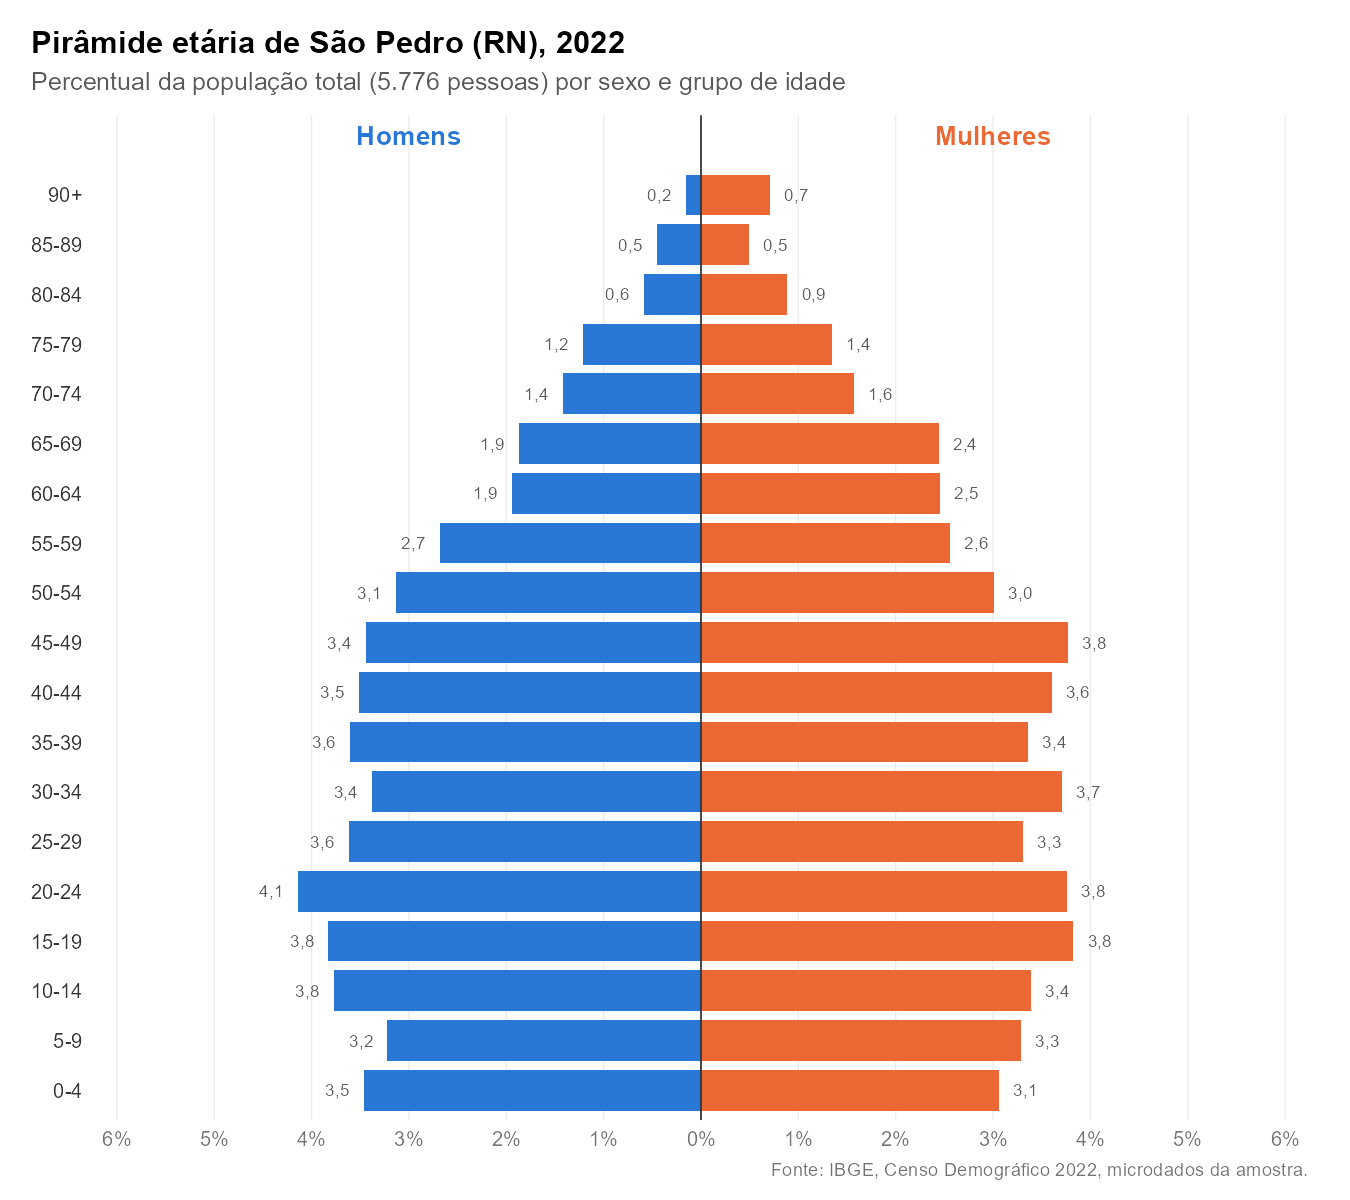 Pirâmide etária de São Pedro (RN), 2022
Percentual da população total (5.776 pessoas) por sexo e grupo de idade
Homens Mulheres
90+ 0,2 0,7
85-89 0,5 0,5
80-84 0,6 0,9
75-79 1,2 1,4
70-74 1,4 1,6
65-69 1,9 2,4
60-64 1,9 2,5
55-59 2,7 2,6
50-54 3,1 3,0
45-49 3,4 3,8
40-44 3,5 3,6
35-39 3,6 3,4
30-34 3,4 3,7
25-29 3,6 3,3
20-24 4,1 3,8
15-19 3,8 3,8
10-14 3,8 3,4
5-9 3,2 3,3
0-4 3,5 3,1
6% 5% 4% 3% 2% 1% 0% 1% 2% 3% 4% 5% 6%
Fonte: IBGE, Censo Demográfico 2022, microdados da amostra.